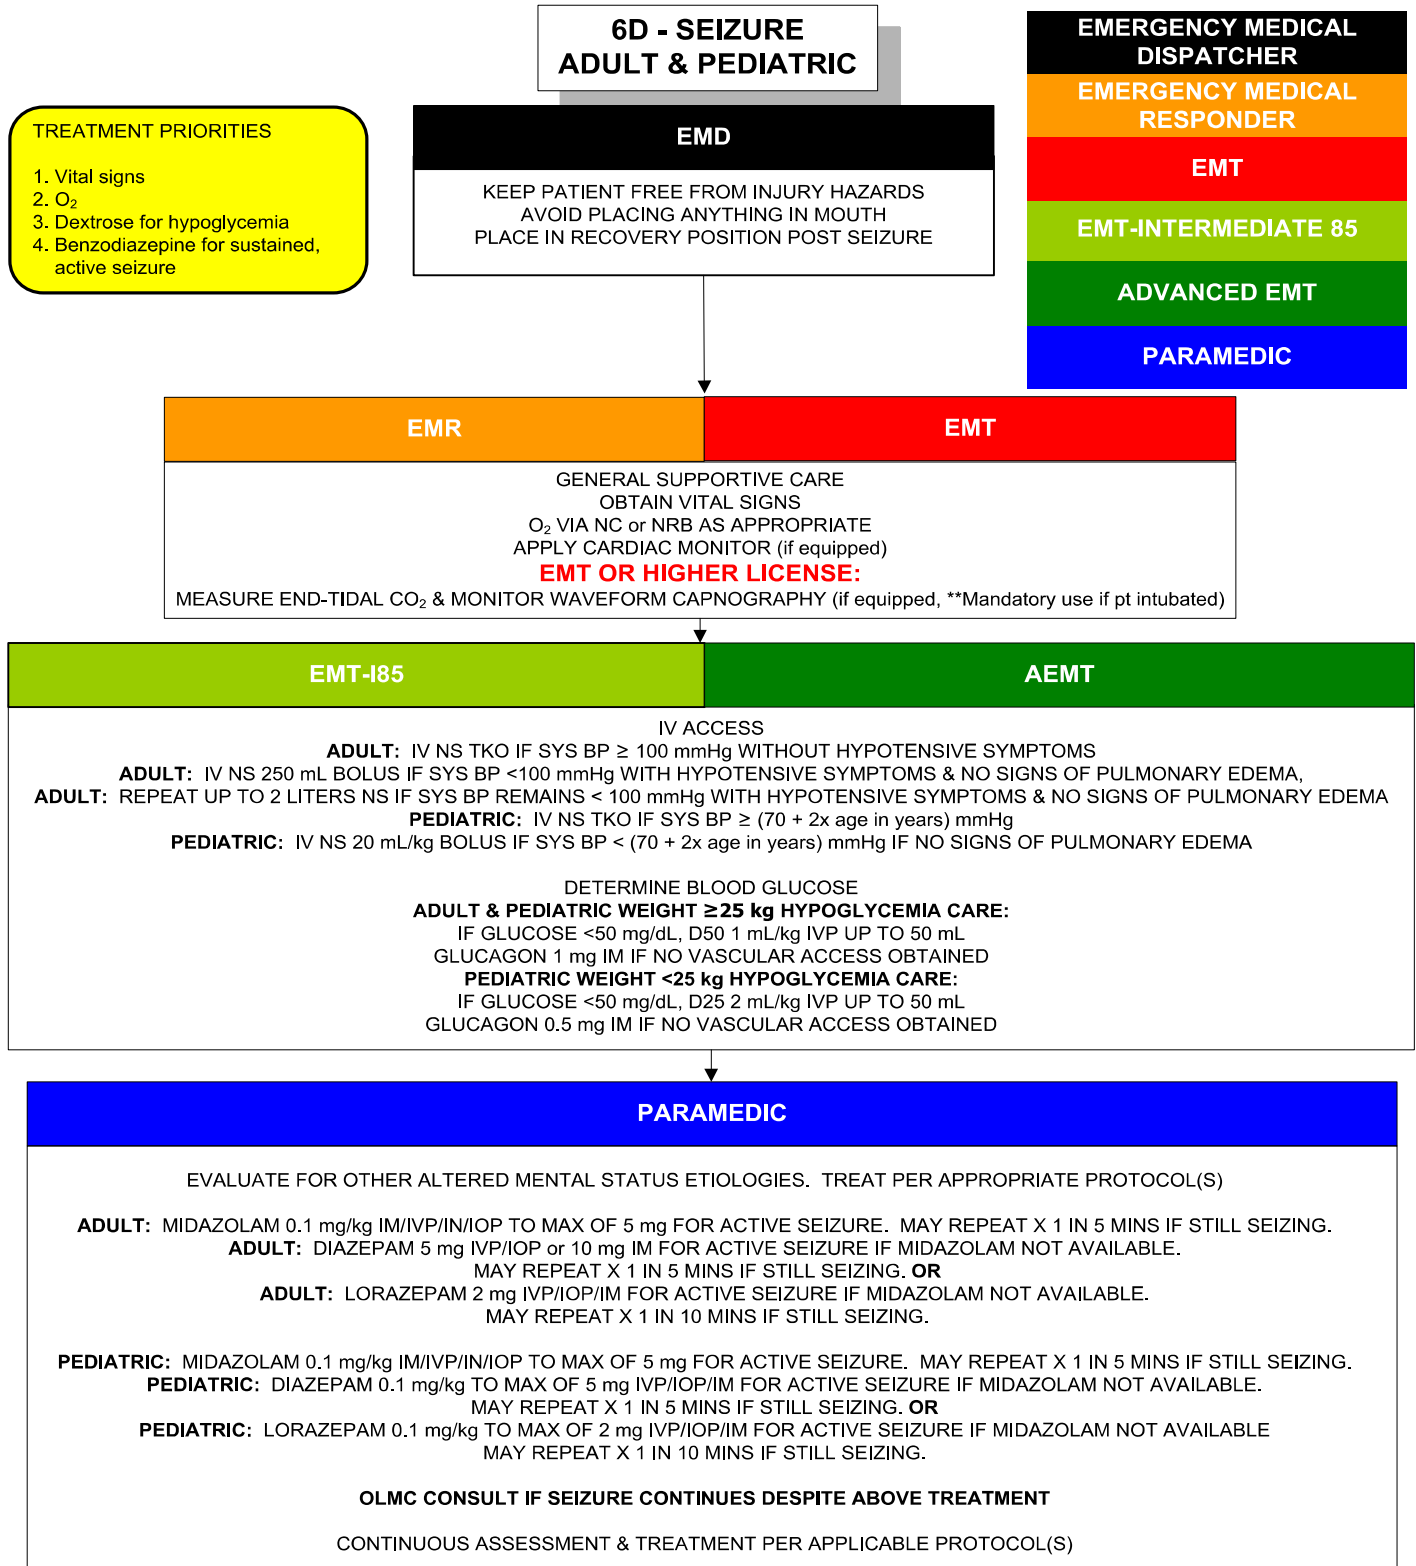 6D - SEIZURE
ADULT & PEDIATRIC
EMERGENCY MEDICAL
DISPATCHER
EMERGENCY MEDICAL
RESPONDER
EMT
EMT-INTERMEDIATE 85
ADVANCED EMT
PARAMEDIC
TREATMENT PRIORITIES
1. Vital signs
2. O₂
3. Dextrose for hypoglycemia
4. Benzodiazepine for sustained,
active seizure
EMD
KEEP PATIENT FREE FROM INJURY HAZARDS
AVOID PLACING ANYTHING IN MOUTH
PLACE IN RECOVERY POSITION POST SEIZURE
EMR
EMT
GENERAL SUPPORTIVE CARE
OBTAIN VITAL SIGNS
O₂ VIA NC or NRB AS APPROPRIATE
APPLY CARDIAC MONITOR (if equipped)
EMT OR HIGHER LICENSE:
MEASURE END-TIDAL CO₂ & MONITOR WAVEFORM CAPNOGRAPHY (if equipped, **Mandatory use if pt intubated)
EMT-I85
AEMT
IV ACCESS
ADULT: IV NS TKO IF SYS BP ≥ 100 mmHg WITHOUT HYPOTENSIVE SYMPTOMS
ADULT: IV NS 250 mL BOLUS IF SYS BP <100 mmHg WITH HYPOTENSIVE SYMPTOMS & NO SIGNS OF PULMONARY EDEMA,
ADULT: REPEAT UP TO 2 LITERS NS IF SYS BP REMAINS < 100 mmHg WITH HYPOTENSIVE SYMPTOMS & NO SIGNS OF PULMONARY EDEMA
PEDIATRIC: IV NS TKO IF SYS BP ≥ (70 + 2x age in years) mmHg
PEDIATRIC: IV NS 20 mL/kg BOLUS IF SYS BP < (70 + 2x age in years) mmHg IF NO SIGNS OF PULMONARY EDEMA
DETERMINE BLOOD GLUCOSE
ADULT & PEDIATRIC WEIGHT ≥25 kg HYPOGLYCEMIA CARE:
IF GLUCOSE <50 mg/dL, D50 1 mL/kg IVP UP TO 50 mL
GLUCAGON 1 mg IM IF NO VASCULAR ACCESS OBTAINED
PEDIATRIC WEIGHT <25 kg HYPOGLYCEMIA CARE:
IF GLUCOSE <50 mg/dL, D25 2 mL/kg IVP UP TO 50 mL
GLUCAGON 0.5 mg IM IF NO VASCULAR ACCESS OBTAINED
PARAMEDIC
EVALUATE FOR OTHER ALTERED MENTAL STATUS ETIOLOGIES. TREAT PER APPROPRIATE PROTOCOL(S)
ADULT: MIDAZOLAM 0.1 mg/kg IM/IVP/IN/IOP TO MAX OF 5 mg FOR ACTIVE SEIZURE. MAY REPEAT X 1 IN 5 MINS IF STILL SEIZING.
ADULT: DIAZEPAM 5 mg IVP/IOP or 10 mg IM FOR ACTIVE SEIZURE IF MIDAZOLAM NOT AVAILABLE.
MAY REPEAT X 1 IN 5 MINS IF STILL SEIZING. OR
ADULT: LORAZEPAM 2 mg IVP/IOP/IM FOR ACTIVE SEIZURE IF MIDAZOLAM NOT AVAILABLE.
MAY REPEAT X 1 IN 10 MINS IF STILL SEIZING.
PEDIATRIC: MIDAZOLAM 0.1 mg/kg IM/IVP/IN/IOP TO MAX OF 5 mg FOR ACTIVE SEIZURE. MAY REPEAT X 1 IN 5 MINS IF STILL SEIZING.
PEDIATRIC: DIAZEPAM 0.1 mg/kg TO MAX OF 5 mg IVP/IOP/IM FOR ACTIVE SEIZURE IF MIDAZOLAM NOT AVAILABLE.
MAY REPEAT X 1 IN 5 MINS IF STILL SEIZING. OR
PEDIATRIC: LORAZEPAM 0.1 mg/kg TO MAX OF 2 mg IVP/IOP/IM FOR ACTIVE SEIZURE IF MIDAZOLAM NOT AVAILABLE
MAY REPEAT X 1 IN 10 MINS IF STILL SEIZING.
OLMC CONSULT IF SEIZURE CONTINUES DESPITE ABOVE TREATMENT
CONTINUOUS ASSESSMENT & TREATMENT PER APPLICABLE PROTOCOL(S)